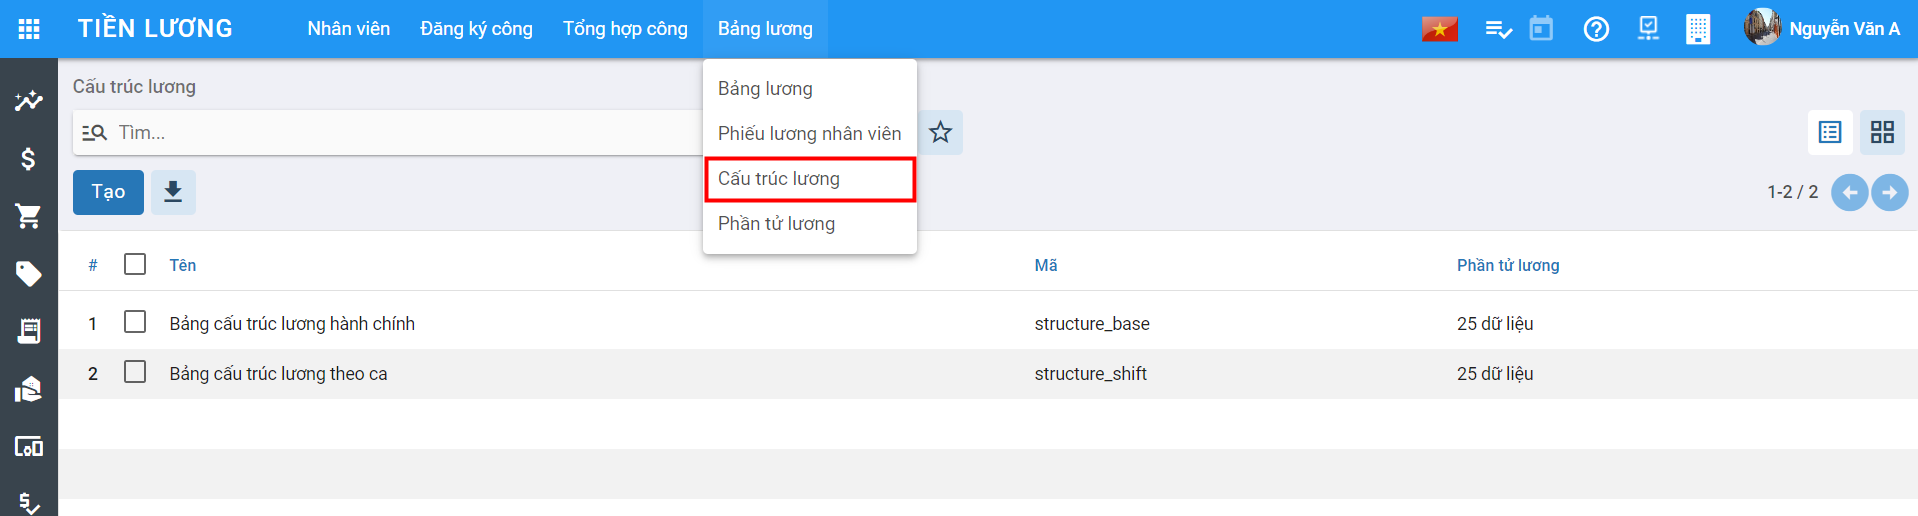 TIỀN LƯƠNG Nhân viên Đăng ký công Tổng hợp công Bảng lương Nguyễn Văn A
Cấu trúc lương
Tìm...
Bảng lương
Phiếu lương nhân viên
Cấu trúc lương
Phần tử lương
Tạo
1-2 / 2
# Tên Mã Phần tử lương
1 Bảng cấu trúc lương hành chính structure_base 25 dữ liệu
2 Bảng cấu trúc lương theo ca structure_shift 25 dữ liệu